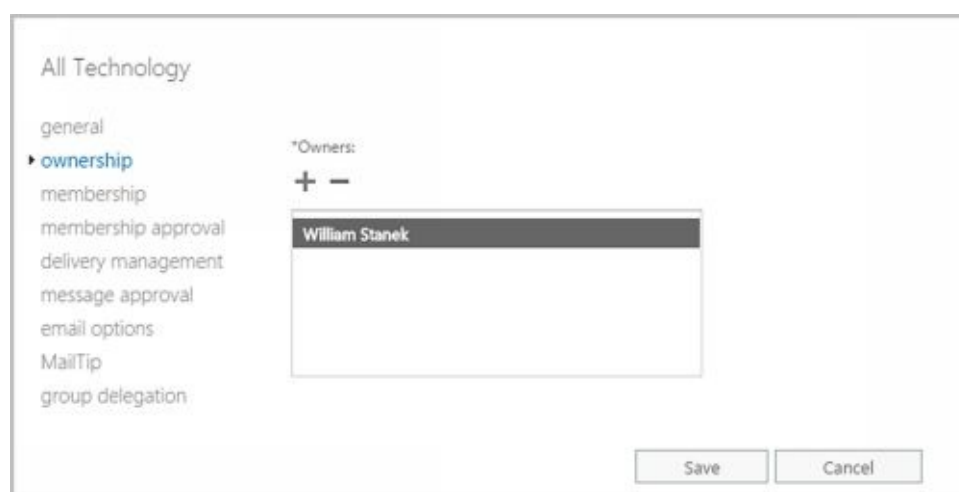 All Technology
general
ownership
membership
membership approval
delivery management
message approval
email options
MailTip
group delegation
*Owners:
+ −
William Stanek
Save
Cancel